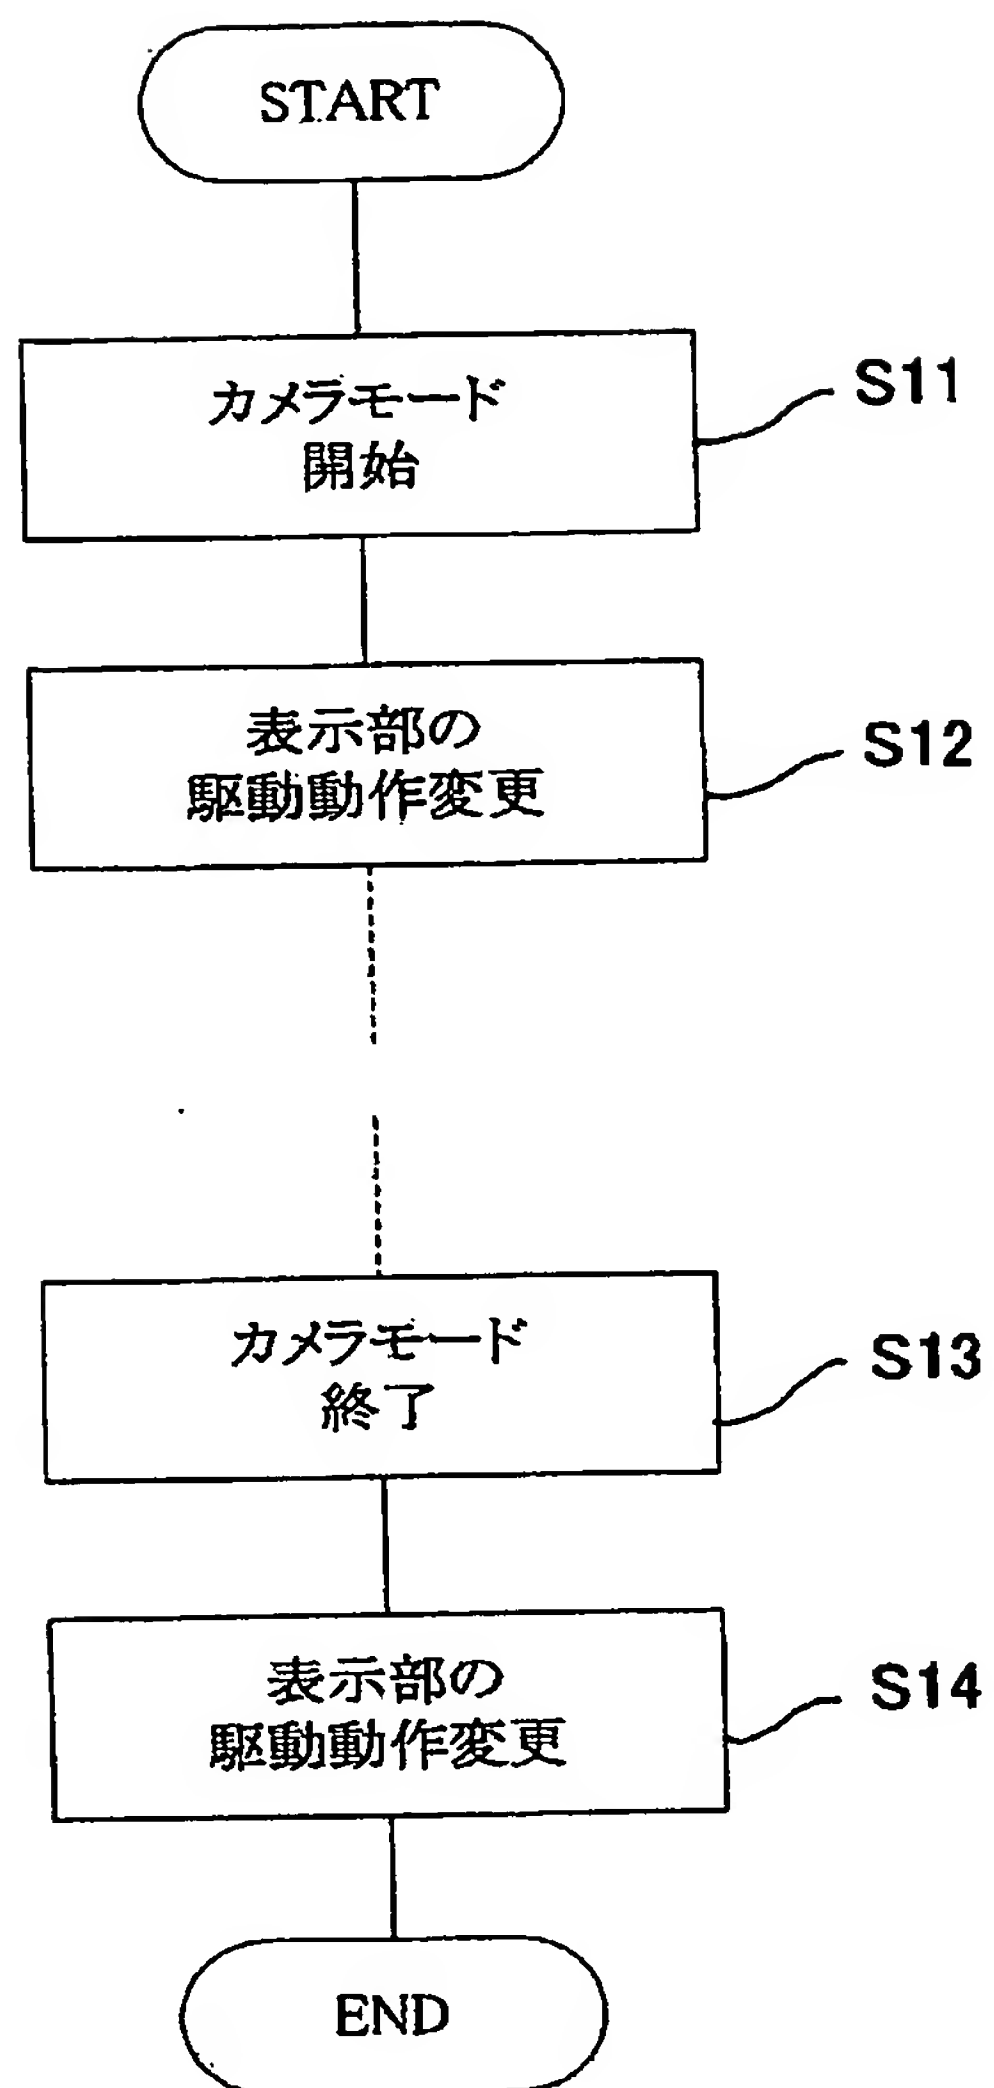 START
カメラモード
開始
S11
表示部の
駆動動作変更
S12
カメラモード
終了
S13
表示部の
駆動動作変更
S14
END